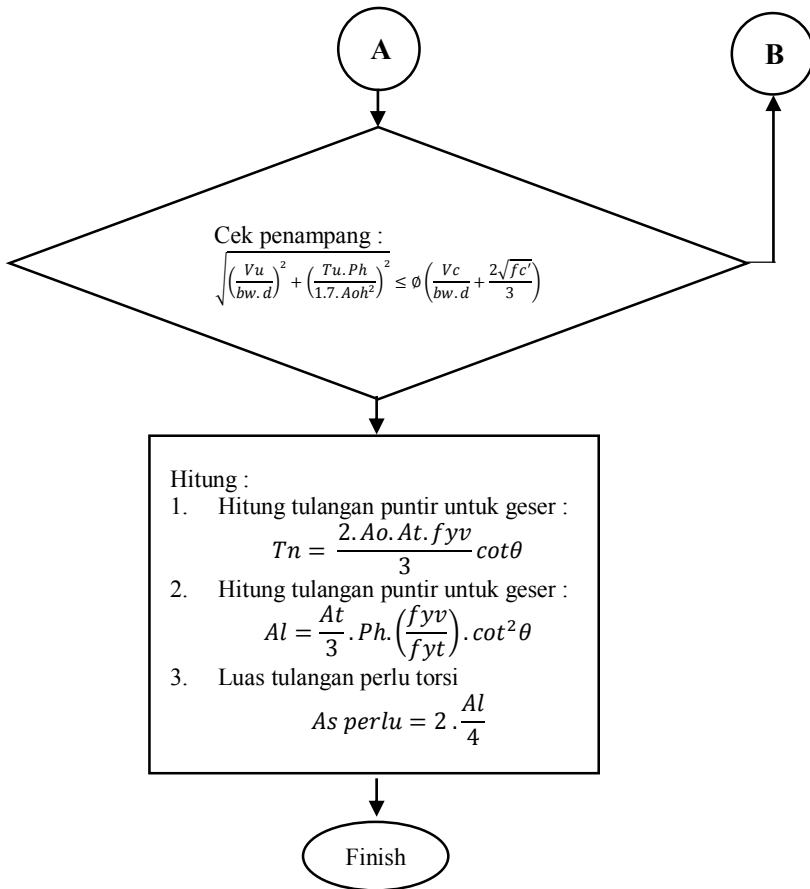 A
B
Cek penampang :
√((Vu/bw.d)² + (Tu.Ph/1.7.Aoh²)²) ≤ ∅(Vc/bw.d + 2√fc′/3)
Hitung :
1. Hitung tulangan puntir untuk geser :
Tn = 2.Ao.At.fyv/3 cotθ
2. Hitung tulangan puntir untuk geser :
Al = At/3 .Ph.(fyv/fyt).cot²θ
3. Luas tulangan perlu torsi
As perlu = 2 . Al/4
Finish